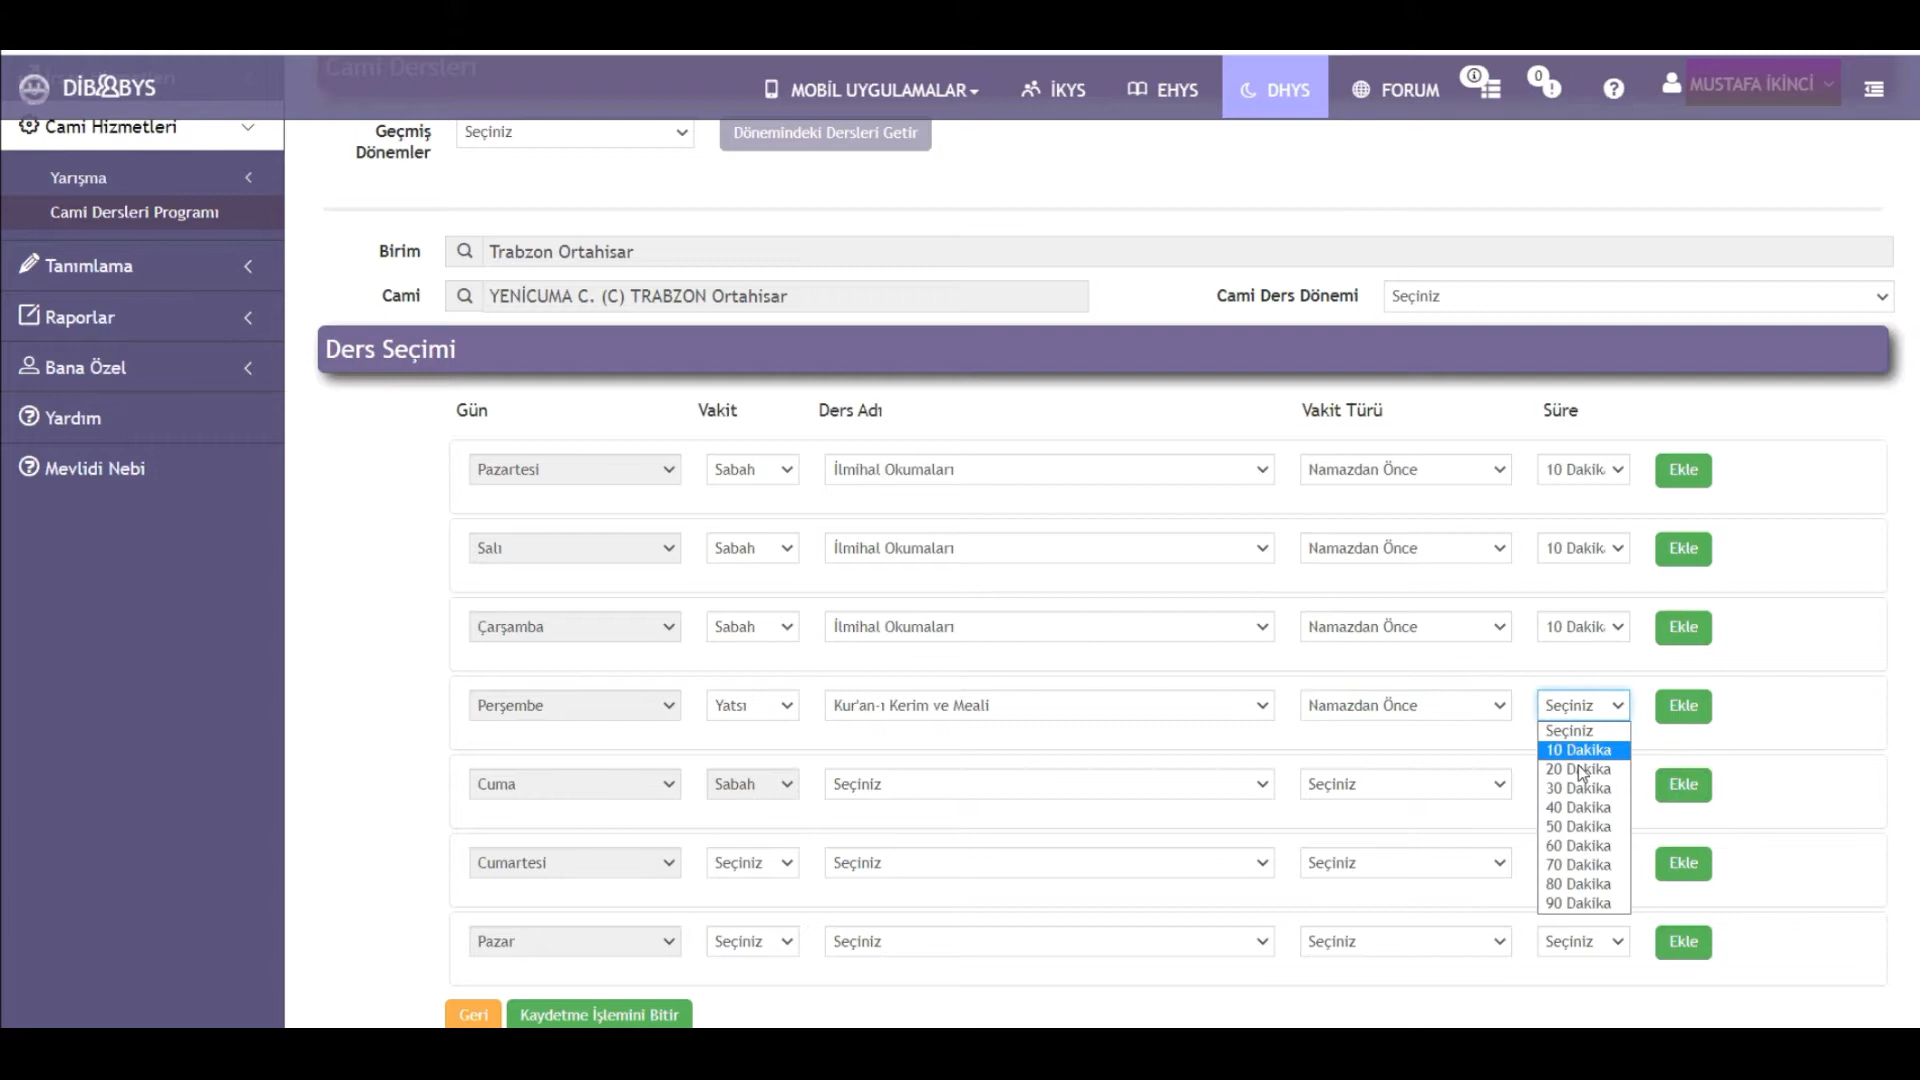 Cami Dersleri
DİBBYS
MOBİL UYGULAMALAR
İKYS
EHYS
DHYS
FORUM
0
MUSTAFA İKİNCİ
Cami Hizmetleri
Yarışma
Cami Dersleri Programı
Tanımlama
Raporlar
Bana Özel
Yardım
Mevlidi Nebi
Geçmiş Dönemler Seçiniz Dönemindeki Dersleri Getir
Birim Trabzon Ortahisar
Cami YENİCUMA C. (C) TRABZON Ortahisar Cami Ders Dönemi Seçiniz
Ders Seçimi
Gün Vakit Ders Adı Vakit Türü Süre
Pazartesi Sabah İlmihal Okumaları Namazdan Önce 10 Dakik Ekle
Salı Sabah İlmihal Okumaları Namazdan Önce 10 Dakik Ekle
Çarşamba Sabah İlmihal Okumaları Namazdan Önce 10 Dakik Ekle
Perşembe Yatsı Kur'an-ı Kerim ve Meali Namazdan Önce Seçiniz Ekle
Seçiniz
10 Dakika
20 Dakika
30 Dakika
40 Dakika
50 Dakika
60 Dakika
70 Dakika
80 Dakika
90 Dakika
Cuma Sabah Seçiniz Seçiniz Ekle
Cumartesi Seçiniz Seçiniz Seçiniz Ekle
Pazar Seçiniz Seçiniz Seçiniz Seçiniz Ekle
Geri Kaydetme İşlemini Bitir